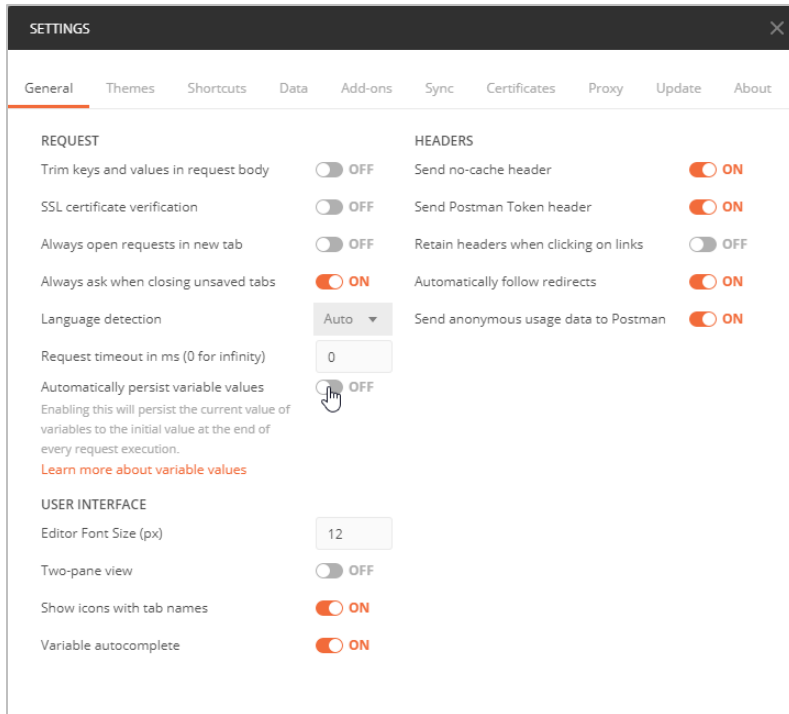 SETTINGS
General Themes Shortcuts Data Add-ons Sync Certificates Proxy Update About
REQUEST
Trim keys and values in request body OFF
SSL certificate verification OFF
Always open requests in new tab OFF
Always ask when closing unsaved tabs ON
Language detection Auto
Request timeout in ms (0 for infinity) 0
Automatically persist variable values OFF
Enabling this will persist the current value of
variables to the initial value at the end of
every request execution.
Learn more about variable values
USER INTERFACE
Editor Font Size (px) 12
Two-pane view OFF
Show icons with tab names ON
Variable autocomplete ON
HEADERS
Send no-cache header ON
Send Postman Token header ON
Retain headers when clicking on links OFF
Automatically follow redirects ON
Send anonymous usage data to Postman ON